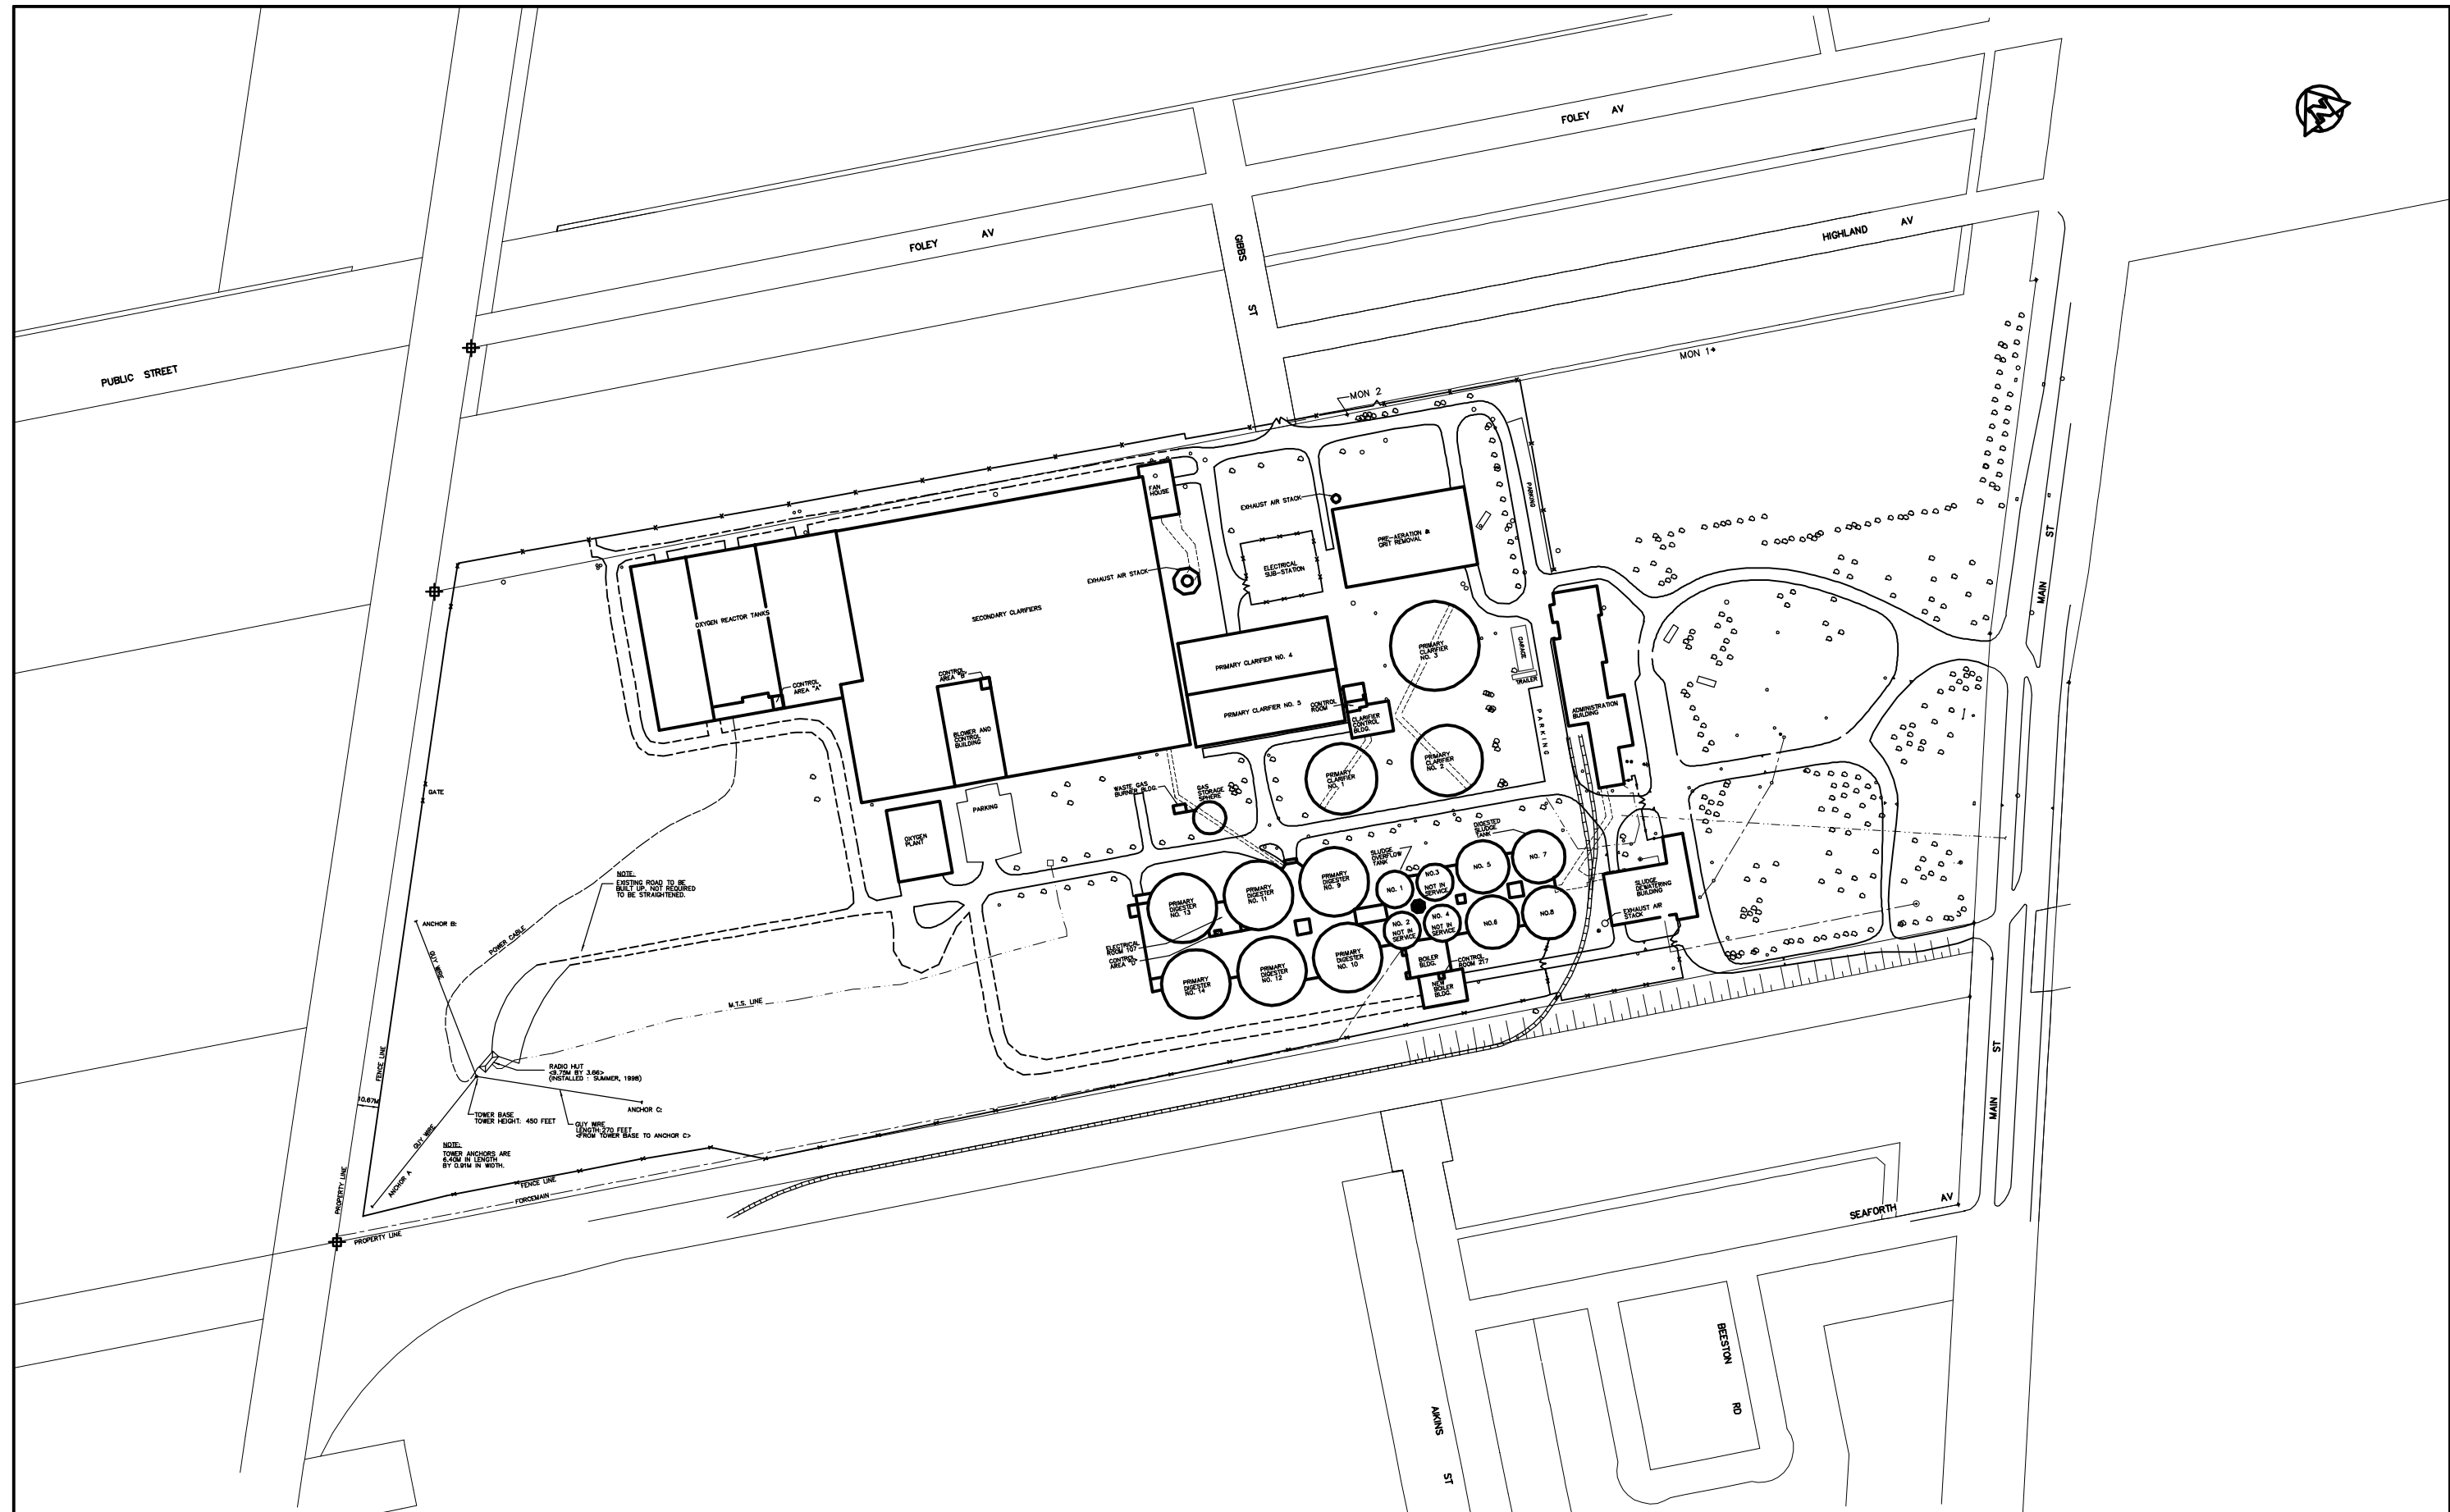 FOLEY AV
FOLEY AV
HIGHLAND AV
GIBBS ST
PUBLIC STREET
MON 1
MON 2
FAN
HOUSE
EXHAUST AIR STACK
PARKING
PRE-AERATION &
GRIT REMOVAL
ELECTRICAL
SUB-STATION
EXHAUST AIR STACK
MAIN ST
OXYGEN REACTOR TANKS
SECONDARY CLARIFIERS
PRIMARY CLARIFIER NO. 4
PRIMARY
CLARIFIER
NO. 3
GARAGE
TRAILER
CONTROL
AREA "A"
CONTROL
AREA "B"
PRIMARY CLARIFIER NO. 5
CONTROL
ROOM
CLARIFIER
CONTROL
BLDG.
ADMINISTRATION
BUILDING
PARKING
BLOWER AND
CONTROL
BUILDING
PRIMARY
CLARIFIER
NO. 1
PRIMARY
CLARIFIER
NO. 2
GATE
WASTE GAS
BURNER BLDG.
GAS
STORAGE
SPHERE
PARKING
OXYGEN
PLANT
DIGESTED
SLUDGE
TANK
SLUDGE
OVERFLOW
TANK
NOTE:
EXISTING ROAD TO BE
BUILT UP, NOT REQUIRED
TO BE STRAIGHTENED.
PRIMARY
DIGESTER
NO. 13
PRIMARY
DIGESTER
NO. 11
PRIMARY
DIGESTER
NO. 9
NO. 1
NO.3
NOT IN
SERVICE
NO. 5
NO. 7
SLUDGE
DEWATERING
BUILDING
ANCHOR B:
GUY WIRE
POWER CABLE
ELECTRICAL
ROOM 107
CONTROL
AREA "D"
NO. 2
NOT IN
SERVICE
NO. 4
NOT IN
SERVICE
NO.6
NO.8
EXHAUST AIR
STACK
PRIMARY
DIGESTER
NO. 14
PRIMARY
DIGESTER
NO. 12
PRIMARY
DIGESTER
NO. 10
BOILER
BLDG.
CONTROL
ROOM 217
NEW
BOILER
BLDG.
M.T.S. LINE
FENCE LINE
10.67M
RADIO HUT
<9.75M BY 3.66>
(INSTALLED : SUMMER, 1998)
ANCHOR C:
TOWER BASE
TOWER HEIGHT: 450 FEET
GUY WIRE
LENGTH:270 FEET
<FROM TOWER BASE TO ANCHOR C>
GUY WIRE
NOTE:
TOWER ANCHORS ARE
6.40M IN LENGTH
BY 0.91M IN WIDTH.
ANCHOR A
FENCE LINE
FORCEMAIN
PROPERTY LINE
PROPERTY LINE
MAIN ST
SEAFORTH AV
BEESTON RD
AIKINS ST